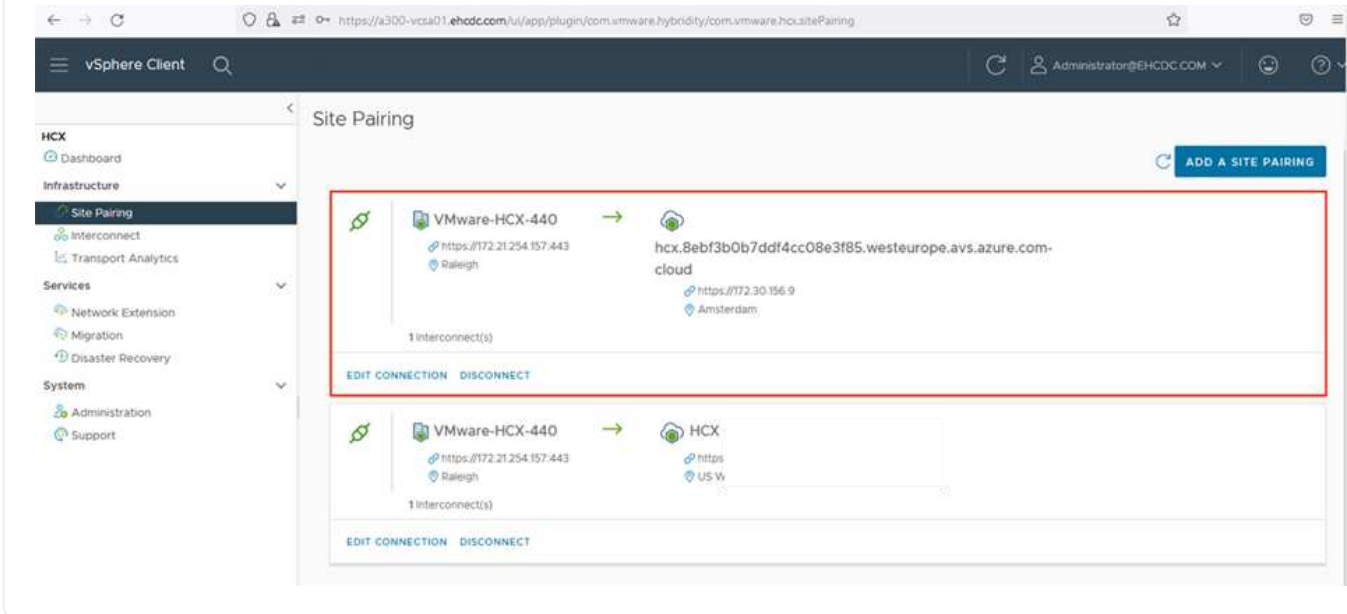 https://a300-vcsa01.ehcdc.com/ui/app/plugin/com.vmware.hybridity/com.vmware.hcx.sitePairing
vSphere Client
Administrator@EHCDC.COM
Site Pairing
HCX
Dashboard
Infrastructure
Site Pairing
Interconnect
Transport Analytics
Services
Network Extension
Migration
Disaster Recovery
System
Administration
Support
ADD A SITE PAIRING
VMware-HCX-440
https://172.21.254.157:443
Raleigh
hcx.8ebf3b0b7ddf4cc08e3f85.westeurope.avs.azure.com-
cloud
https://172.30.156.9
Amsterdam
1 Interconnect(s)
EDIT CONNECTION DISCONNECT
VMware-HCX-440
https://172.21.254.157:443
Raleigh
HCX
https
US W
1 Interconnect(s)
EDIT CONNECTION DISCONNECT